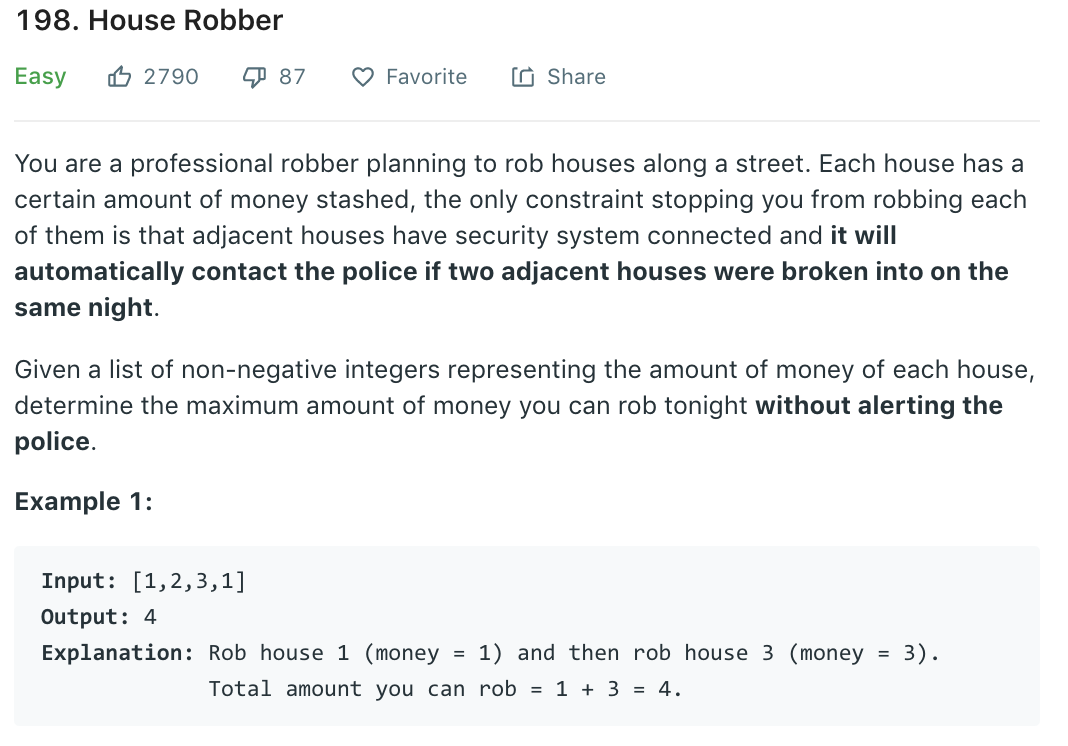 198. House Robber
Easy 2790 87 Favorite Share
You are a professional robber planning to rob houses along a street. Each house has a
certain amount of money stashed, the only constraint stopping you from robbing each
of them is that adjacent houses have security system connected and it will
automatically contact the police if two adjacent houses were broken into on the
same night.
Given a list of non-negative integers representing the amount of money of each house,
determine the maximum amount of money you can rob tonight without alerting the
police.
Example 1:
Input: [1,2,3,1]
Output: 4
Explanation: Rob house 1 (money = 1) and then rob house 3 (money = 3).
Total amount you can rob = 1 + 3 = 4.